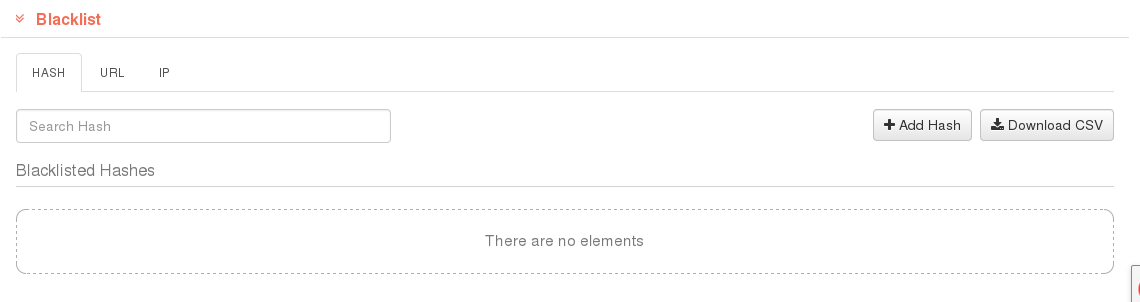 Blacklist
HASH URL IP
Search Hash
Add Hash Download CSV
Blacklisted Hashes
There are no elements